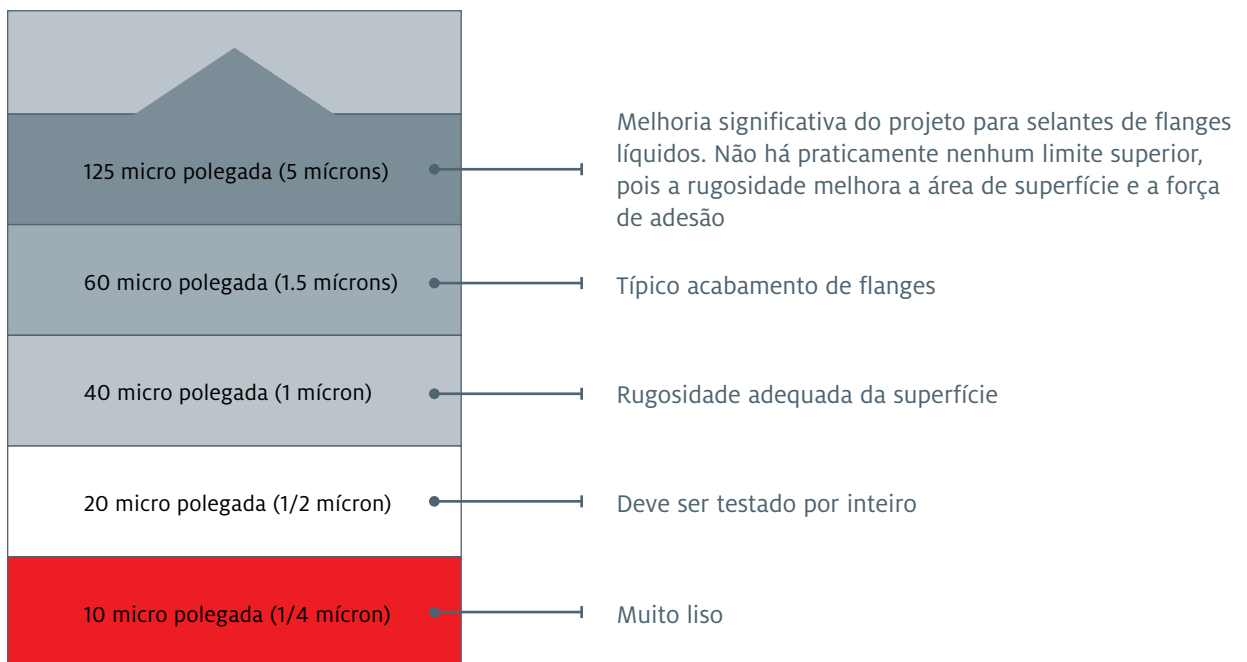 125 micro polegada (5 mícrons)
Melhoria significativa do projeto para selantes de flanges
líquidos. Não há praticamente nenhum limite superior,
pois a rugosidade melhora a área de superfície e a força
de adesão
60 micro polegada (1.5 mícrons)
Típico acabamento de flanges
40 micro polegada (1 mícron)
Rugosidade adequada da superfície
20 micro polegada (1/2 mícron)
Deve ser testado por inteiro
10 micro polegada (1/4 mícron)
Muito liso